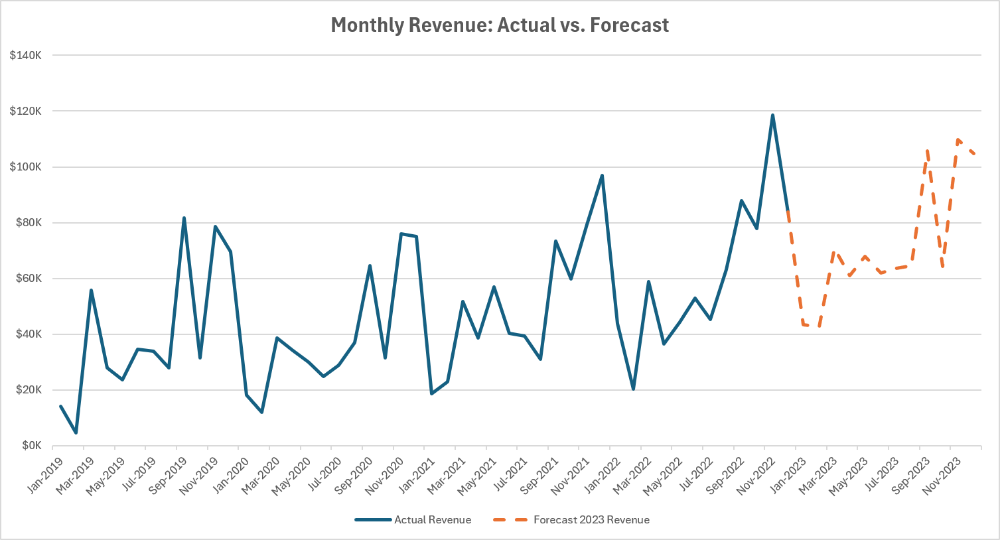 Monthly Revenue: Actual vs. Forecast
$140K
$120K
$100K
$80K
$60K
$40K
$20K
$0K
Jan-2019
Mar-2019
May-2019
Jul-2019
Sep-2019
Nov-2019
Jan-2020
Mar-2020
May-2020
Jul-2020
Sep-2020
Nov-2020
Jan-2021
Mar-2021
May-2021
Jul-2021
Sep-2021
Nov-2021
Jan-2022
Mar-2022
May-2022
Jul-2022
Sep-2022
Nov-2022
Jan-2023
Mar-2023
May-2023
Jul-2023
Sep-2023
Nov-2023
Actual Revenue
Forecast 2023 Revenue